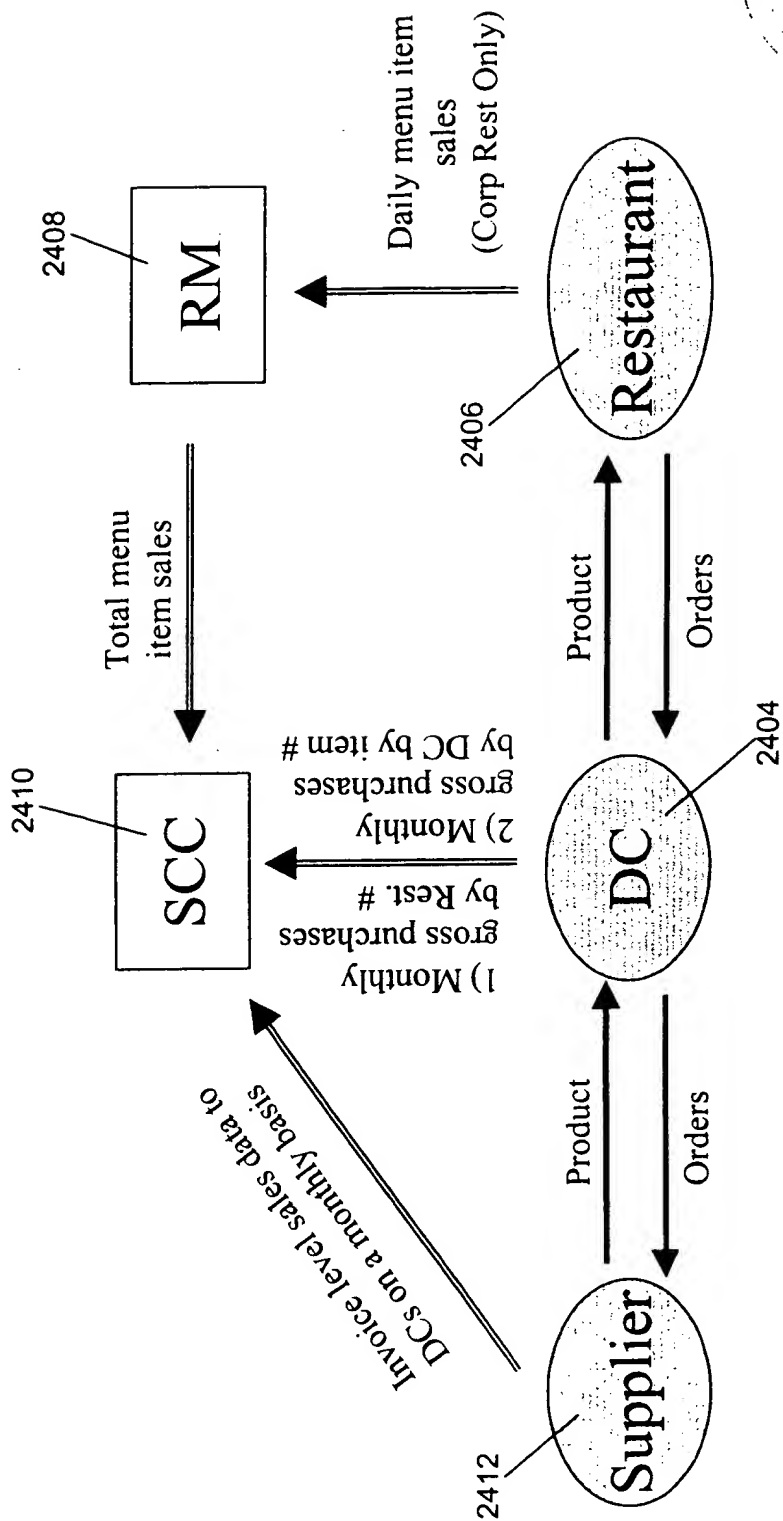 2410
SCC
2408
RM
Total menu
item sales
Invoice level sales data to
DCs on a monthly basis
1) Monthly
gross purchases
by Rest. #
2) Monthly
gross purchases
by DC by item #
Daily menu item
sales
(Corp Rest Only)
2412
Supplier
Product
Orders
DC
2404
Product
Orders
2406
Restaurant